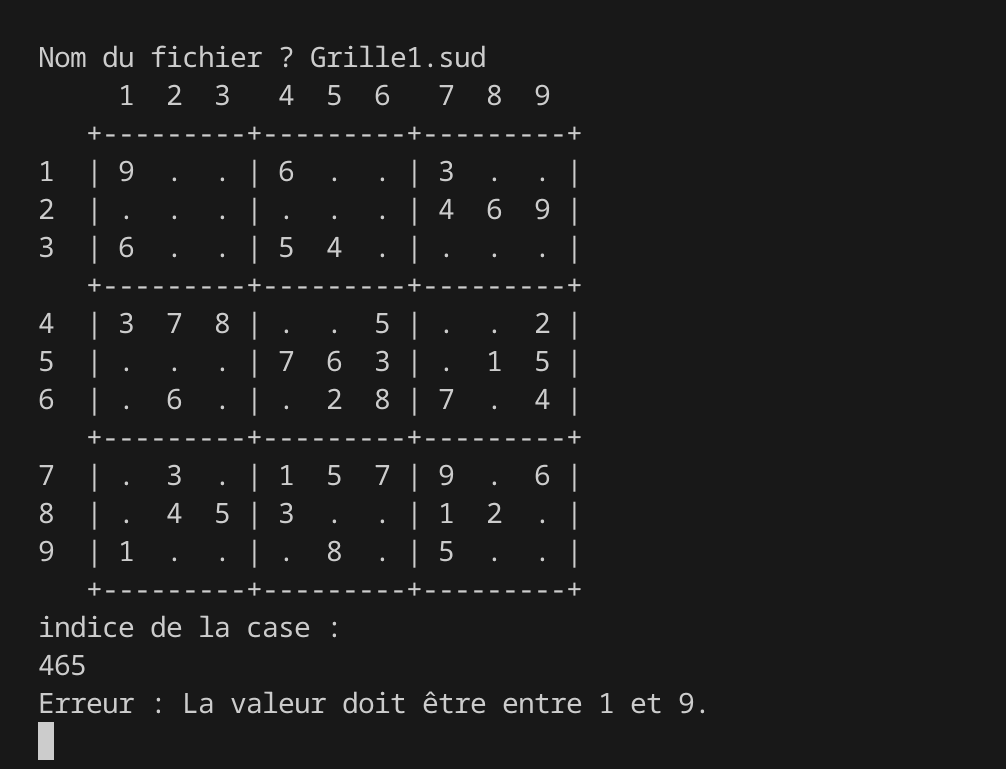 Nom du fichier ? Grille1.sud
     1  2  3   4  5  6   7  8  9
   +---------+---------+---------+
1  | 9  .  . | 6  .  . | 3  .  . |
2  | .  .  . | .  .  . | 4  6  9 |
3  | 6  .  . | 5  4  . | .  .  . |
   +---------+---------+---------+
4  | 3  7  8 | .  .  5 | .  .  2 |
5  | .  .  . | 7  6  3 | .  1  5 |
6  | .  6  . | .  2  8 | 7  .  4 |
   +---------+---------+---------+
7  | .  3  . | 1  5  7 | 9  .  6 |
8  | .  4  5 | 3  .  . | 1  2  . |
9  | 1  .  . | .  8  . | 5  .  . |
   +---------+---------+---------+
indice de la case :
465
Erreur : La valeur doit être entre 1 et 9.